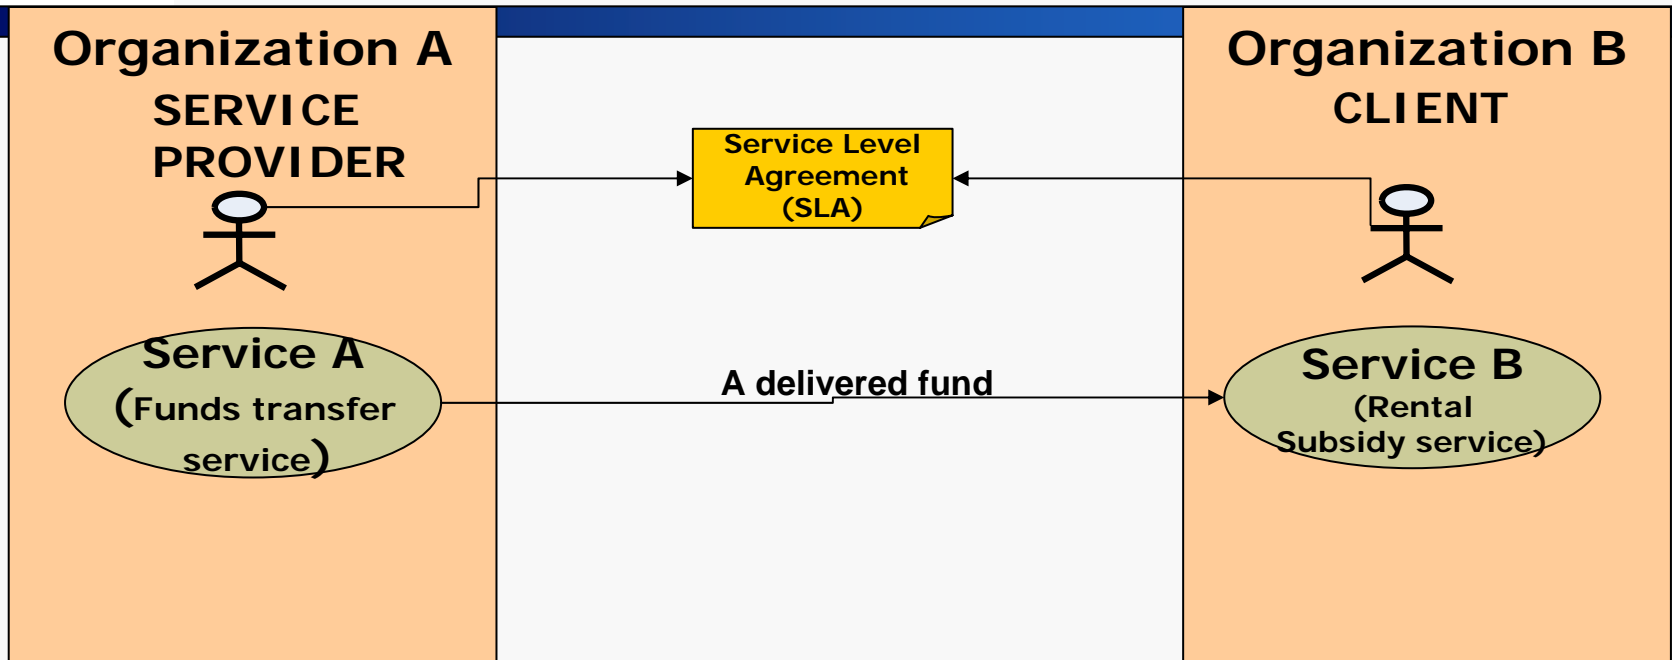 Organization A
SERVICE
PROVIDER
Service Level
Agreement
(SLA)
Organization B
CLIENT
Service A
(Funds transfer
service)
A delivered fund
Service B
(Rental
Subsidy service)